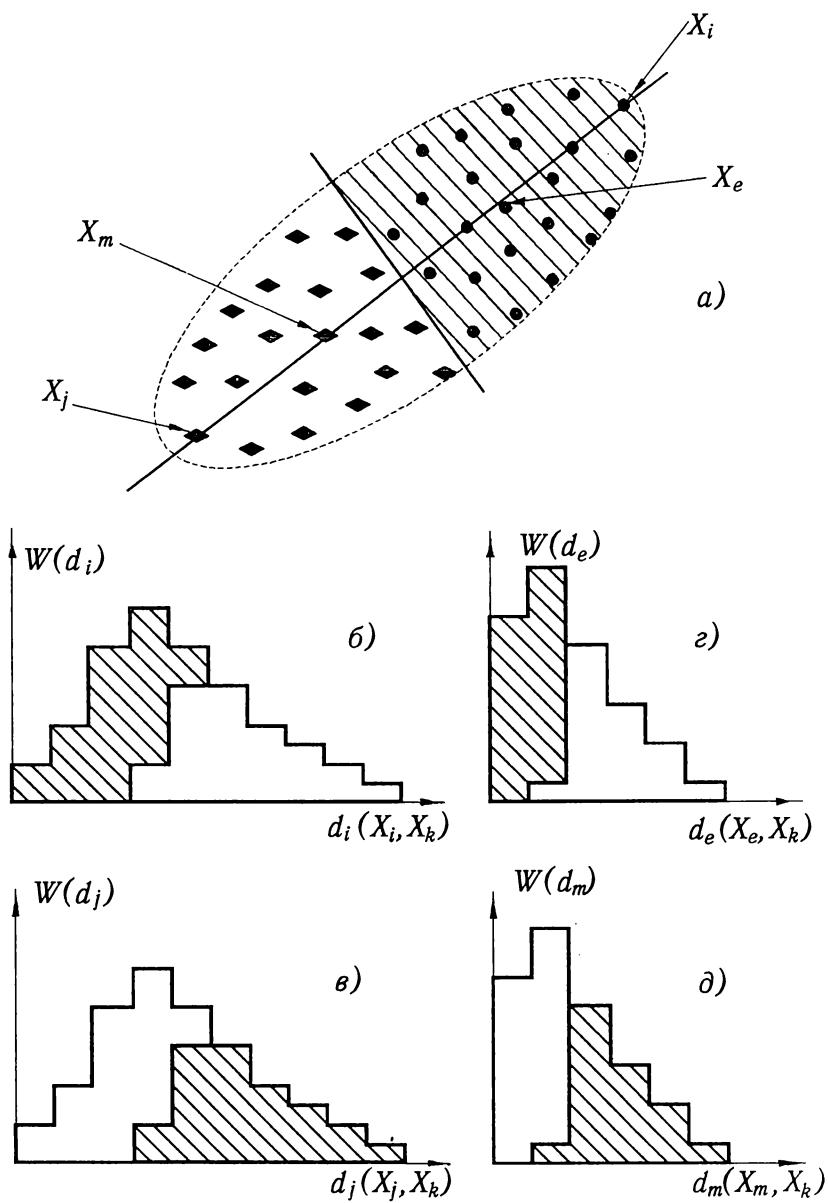 X_i
X_e
X_m
а)
X_j
W(d_i)
б)
d_i (X_i, X_k)
W(d_e)
г)
d_e (X_e, X_k)
W(d_j)
в)
d_j (X_j, X_k)
W(d_m)
д)
d_m (X_m, X_k)